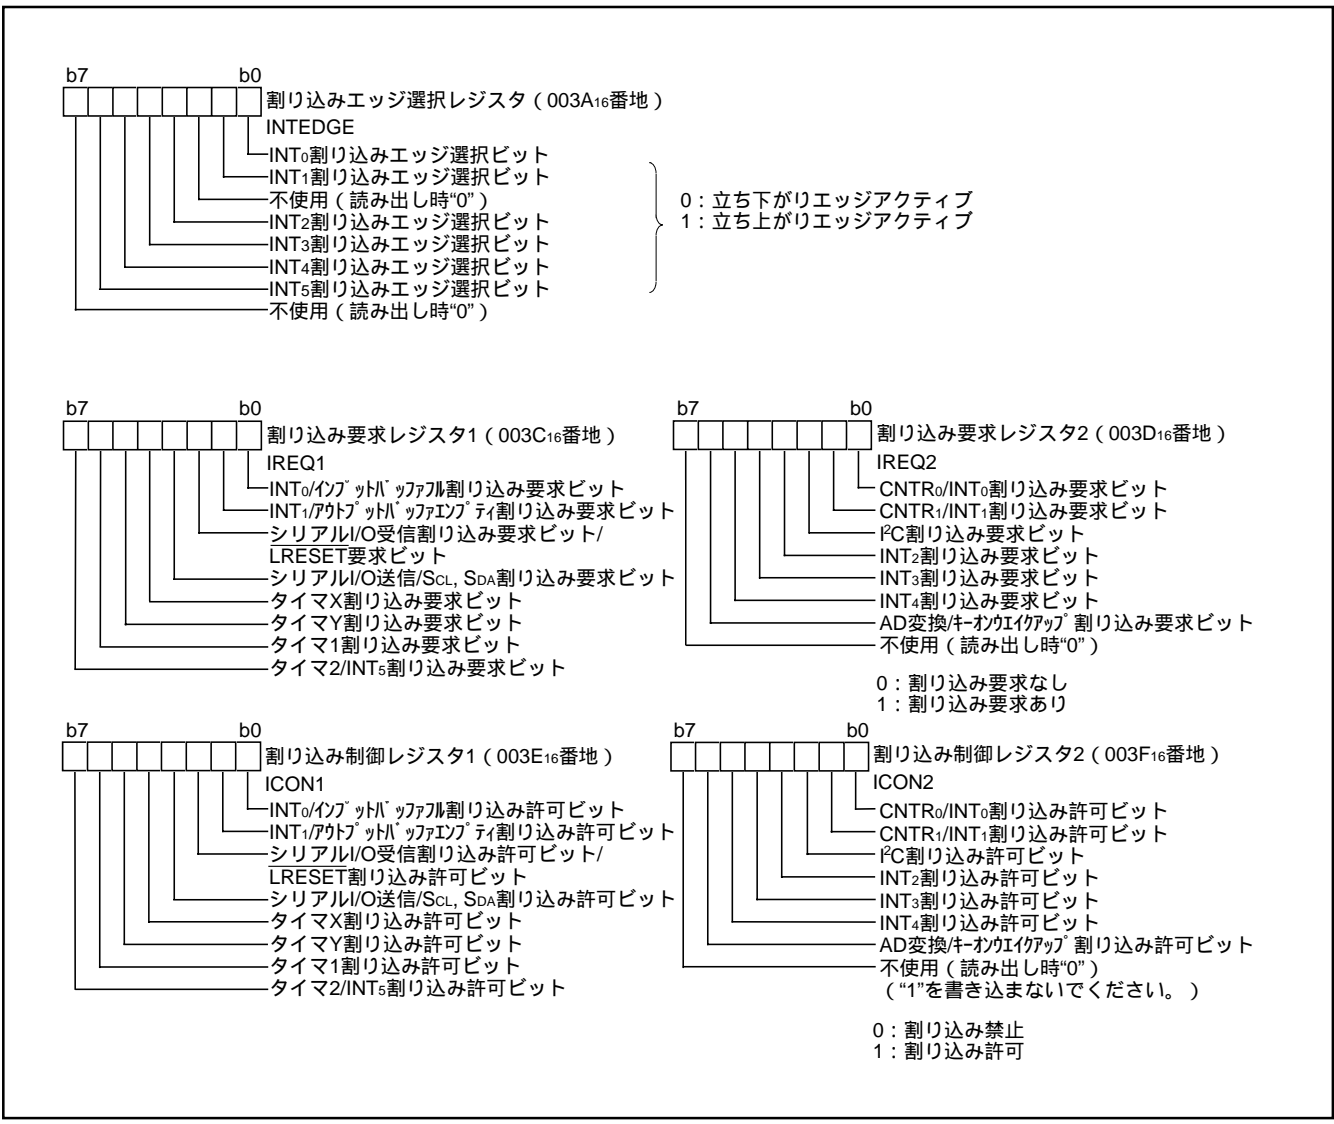 b7 b0
割り込みエッジ選択レジスタ（003A16番地）
INTEDGE
INT0割り込みエッジ選択ビット
INT1割り込みエッジ選択ビット
不使用（読み出し時“0”）
INT2割り込みエッジ選択ビット
INT3割り込みエッジ選択ビット
INT4割り込みエッジ選択ビット
INT5割り込みエッジ選択ビット
不使用（読み出し時“0”）
0：立ち下がりエッジアクティブ
1：立ち上がりエッジアクティブ
b7 b0
割り込み要求レジスタ1（003C16番地）
IREQ1
INT0/ｲﾝﾌﾟｯﾄﾊﾞｯﾌｧﾌﾙ割り込み要求ビット
INT1/ｱｳﾄﾌﾟｯﾄﾊﾞｯﾌｧｴﾝﾌﾟﾃｨ割り込み要求ビット
シリアルI/O受信割り込み要求ビット/
LRESET要求ビット
シリアルI/O送信/SCL, SDA割り込み要求ビット
タイマX割り込み要求ビット
タイマY割り込み要求ビット
タイマ1割り込み要求ビット
タイマ2/INT5割り込み要求ビット
b7 b0
割り込み要求レジスタ2（003D16番地）
IREQ2
CNTR0/INT0割り込み要求ビット
CNTR1/INT1割り込み要求ビット
I2C割り込み要求ビット
INT2割り込み要求ビット
INT3割り込み要求ビット
INT4割り込み要求ビット
AD変換/ｷｰｵﾝｳｴｲｸｱｯﾌﾟ割り込み要求ビット
不使用（読み出し時“0”）
0：割り込み要求なし
1：割り込み要求あり
b7 b0
割り込み制御レジスタ1（003E16番地）
ICON1
INT0/ｲﾝﾌﾟｯﾄﾊﾞｯﾌｧﾌﾙ割り込み許可ビット
INT1/ｱｳﾄﾌﾟｯﾄﾊﾞｯﾌｧｴﾝﾌﾟﾃｨ割り込み許可ビット
シリアルI/O受信割り込み許可ビット/
LRESET割り込み許可ビット
シリアルI/O送信/SCL, SDA割り込み許可ビット
タイマX割り込み許可ビット
タイマY割り込み許可ビット
タイマ1割り込み許可ビット
タイマ2/INT5割り込み許可ビット
b7 b0
割り込み制御レジスタ2（003F16番地）
ICON2
CNTR0/INT0割り込み許可ビット
CNTR1/INT1割り込み許可ビット
I2C割り込み許可ビット
INT2割り込み許可ビット
INT3割り込み許可ビット
INT4割り込み許可ビット
AD変換/ｷｰｵﾝｳｴｲｸｱｯﾌﾟ割り込み許可ビット
不使用（読み出し時“0”）
（“1”を書き込まないでください。）
0：割り込み禁止
1：割り込み許可